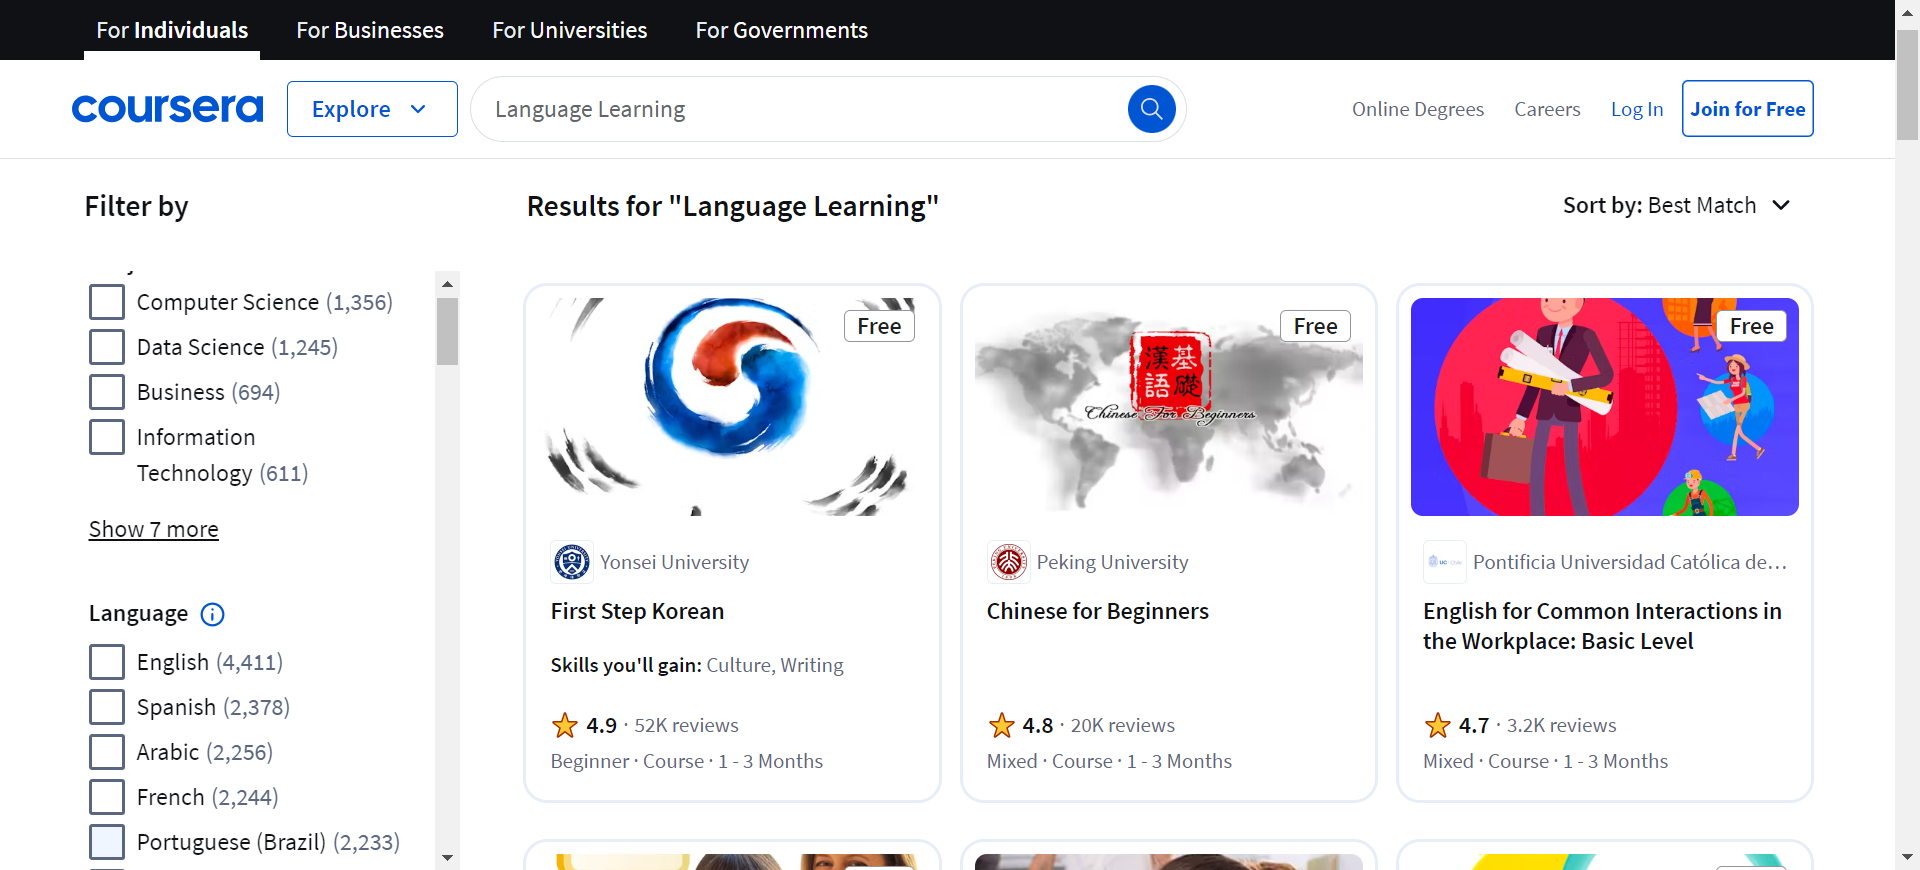 For Individuals
For Businesses
For Universities
For Governments
coursera
Explore
Language Learning
Online Degrees
Careers
Log In
Join for Free
Filter by
Computer Science (1,356)
Data Science (1,245)
Business (694)
Information
Technology (611)
Show 7 more
Language
English (4,411)
Spanish (2,378)
Arabic (2,256)
French (2,244)
Portuguese (Brazil) (2,233)
Results for "Language Learning"
Sort by: Best Match
Free
Yonsei University
First Step Korean
Skills you'll gain: Culture, Writing
4.9 · 52K reviews
Beginner · Course · 1 - 3 Months
Free
基礎
漢語
Chinese For Beginners
Peking University
Chinese for Beginners
4.8 · 20K reviews
Mixed · Course · 1 - 3 Months
Free
Pontificia Universidad Católica de...
English for Common Interactions in
the Workplace: Basic Level
4.7 · 3.2K reviews
Mixed · Course · 1 - 3 Months